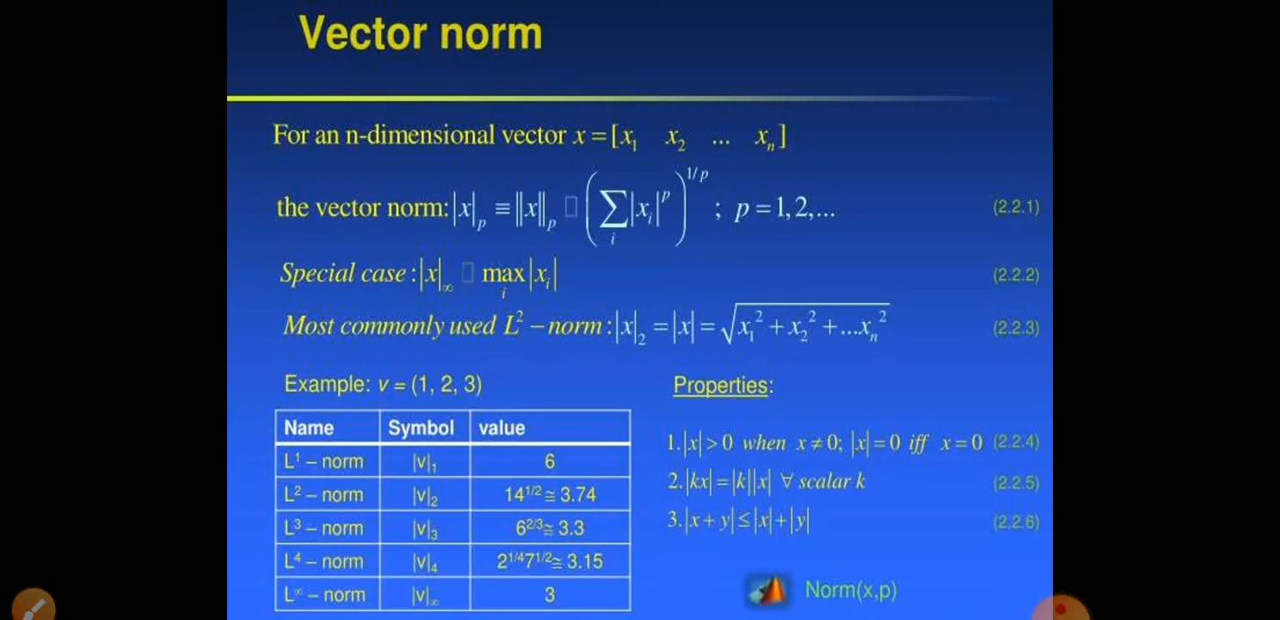 Vector norm
For an n-dimensional vector x = [x₁ x₂ ... xₙ]
the vector norm: |x|ₚ ≡ ‖x‖ₚ □ (∑ᵢ |xᵢ|ᵖ)^1/p ; p = 1, 2,... (2.2.1)
Special case : |x|∞ □ maxᵢ |xᵢ| (2.2.2)
Most commonly used L² – norm : |x|₂ = |x| = √(x₁² + x₂² + ...xₙ²) (2.2.3)
Example: v = (1, 2, 3)
Name Symbol value
L¹ – norm |v|₁ 6
L² – norm |v|₂ 14^1/2 ≅ 3.74
L³ – norm |v|₃ 6^2/3 ≅ 3.3
L⁴ – norm |v|₄ 2^1/4 7^1/2 ≅ 3.15
L^∞ – norm |v|∞ 3
Properties:
1. |x| > 0 when x ≠ 0; |x| = 0 iff x = 0 (2.2.4)
2. |kx| = |k||x| ∀ scalar k (2.2.5)
3. |x + y| ≤ |x| + |y| (2.2.6)
Norm(x,p)